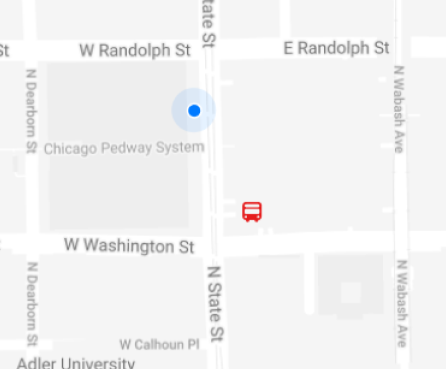 tate St
St
W Randolph St
E Randolph St
N Dearborn St
N Wabash Ave
Chicago Pedway System
W Washington St
N Dearborn St
N State St
N Wabash Ave
W Calhoun Pl
Adler University